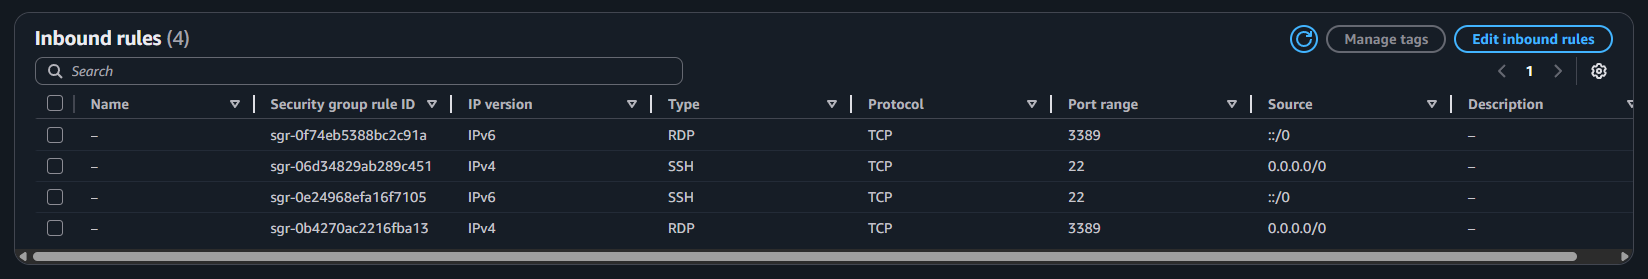 Inbound rules (4)
Manage tags
Edit inbound rules
Search
1
Name Security group rule ID IP version Type Protocol Port range Source Description
– sgr-0f74eb5388bc2c91a IPv6 RDP TCP 3389 ::/0 –
– sgr-06d34829ab289c451 IPv4 SSH TCP 22 0.0.0.0/0 –
– sgr-0e24968efa16f7105 IPv6 SSH TCP 22 ::/0 –
– sgr-0b4270ac2216fba13 IPv4 RDP TCP 3389 0.0.0.0/0 –